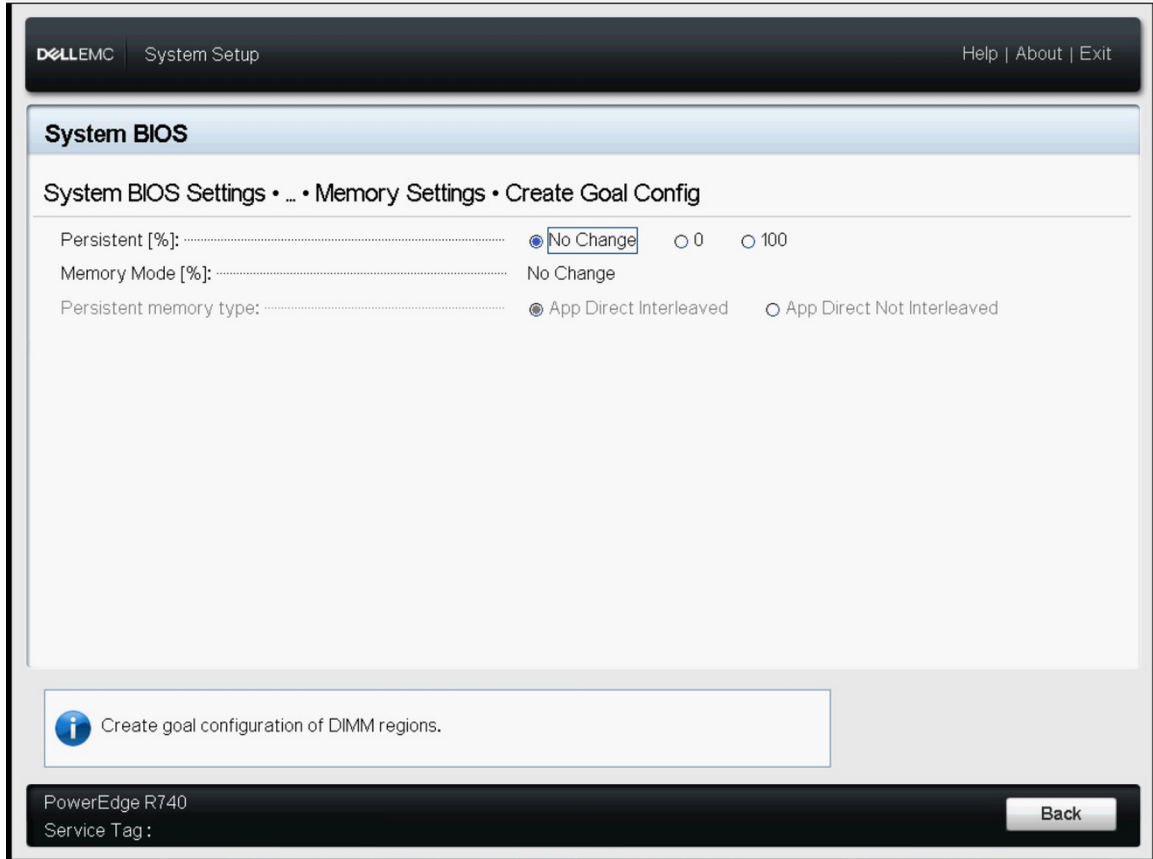 DELLEMC System Setup Help | About | Exit
System BIOS
System BIOS Settings • ... • Memory Settings • Create Goal Config
Persistent [%]: No Change 0 100
Memory Mode [%]: No Change
Persistent memory type: App Direct Interleaved App Direct Not Interleaved
Create goal configuration of DIMM regions.
PowerEdge R740
Service Tag :
Back